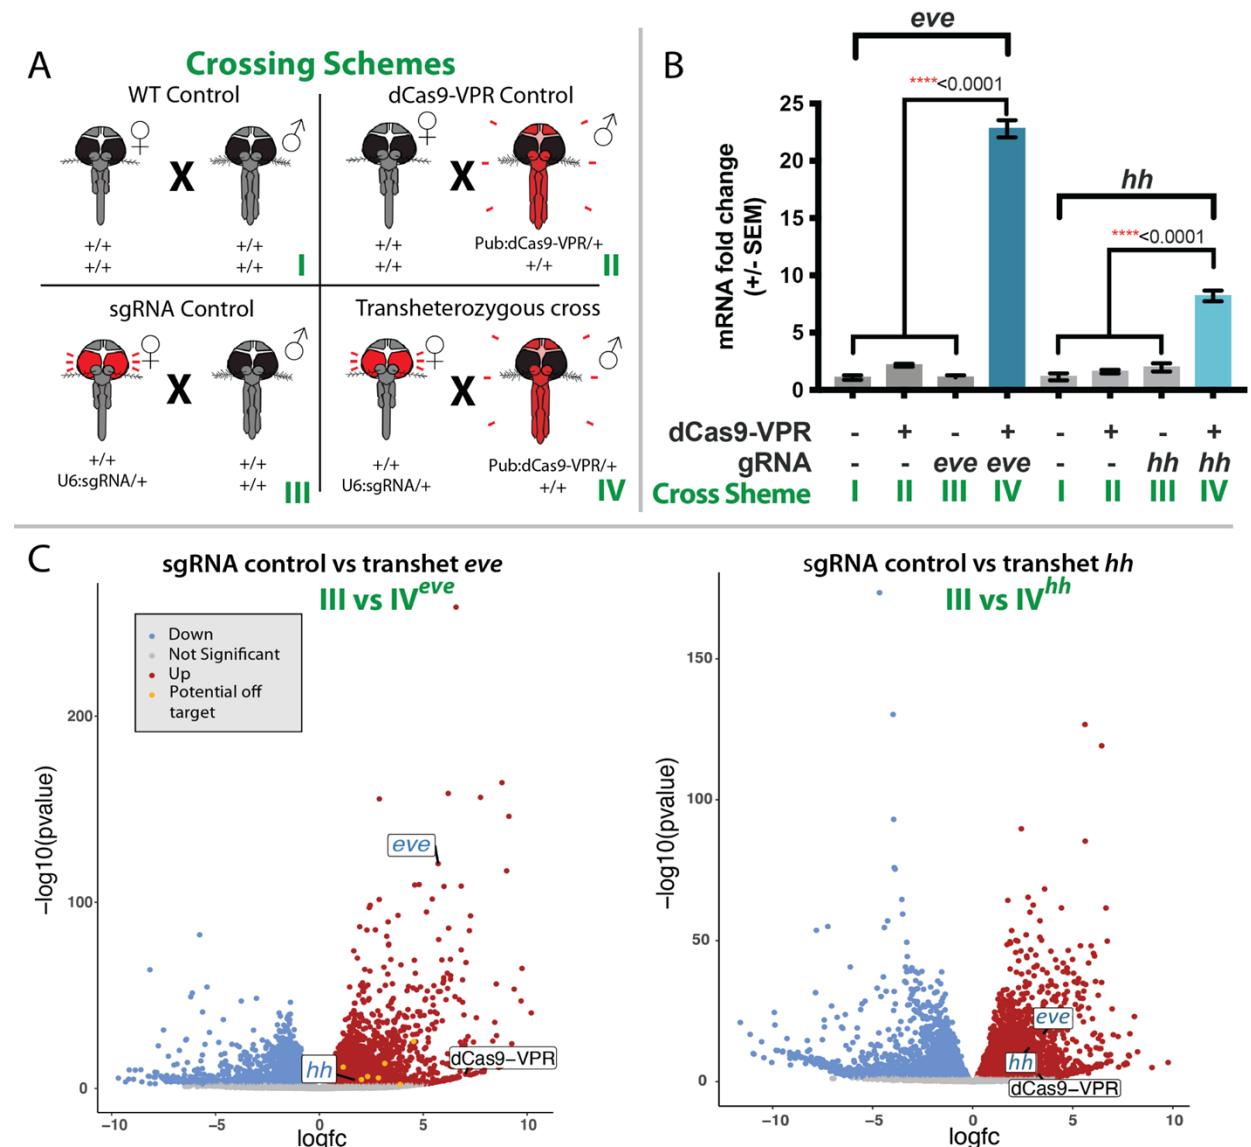 A
Crossing Schemes
WT Control
dCas9-VPR Control
♀
♂
♀
♂
X
X
+/+
+/+
+/+
+/+
I
+/+
+/+
Pub:dCas9-VPR/+
+/+
II
sgRNA Control
Transheterozygous cross
♀
♂
♀
♂
X
X
+/+
U6:sgRNA/+
+/+
+/+
III
+/+
U6:sgRNA/+
Pub:dCas9-VPR/+
+/+
IV
B
eve
****<0.0001
hh
****<0.0001
mRNA fold change
(+/- SEM)
25
20
15
10
5
0
dCas9-VPR - + - + - + - +
gRNA - - eve eve - - hh hh
Cross Sheme I II III IV I II III IV
C
sgRNA control vs transhet eve
III vs IV eve
Down
Not Significant
Up
Potential off
target
−log10(pvalue)
200
100
0
eve
hh
dCas9−VPR
−10 −5 0 5 10
logfc
sgRNA control vs transhet hh
III vs IV hh
−log10(pvalue)
150
100
50
0
eve
hh
dCas9−VPR
−10 −5 0 5 10
logfc